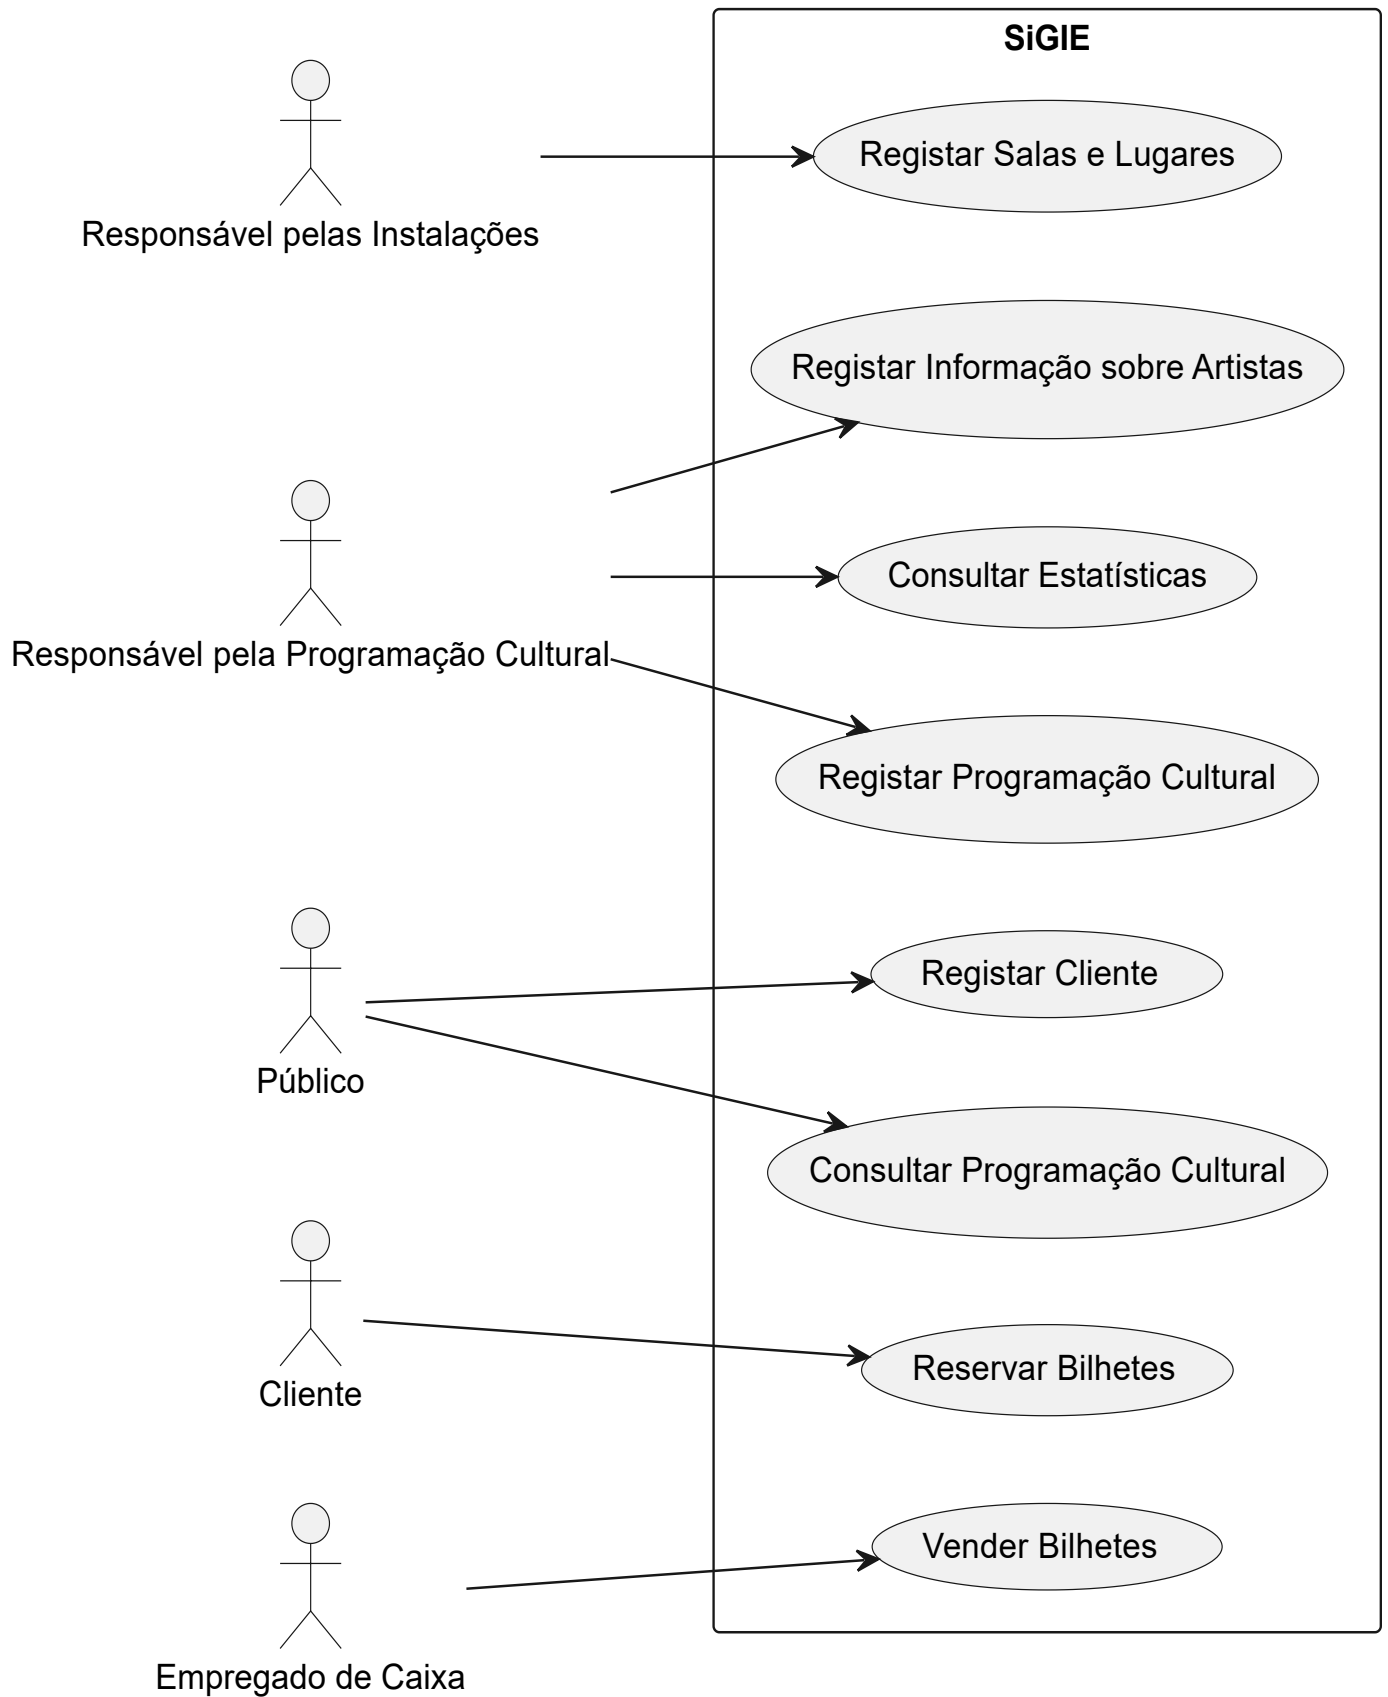 SiGIE
Registar Salas e Lugares
Responsável pelas Instalações
Registar Informação sobre Artistas
Consultar Estatísticas
Responsável pela Programação Cultural
Registar Programação Cultural
Registar Cliente
Público
Consultar Programação Cultural
Reservar Bilhetes
Cliente
Vender Bilhetes
Empregado de Caixa